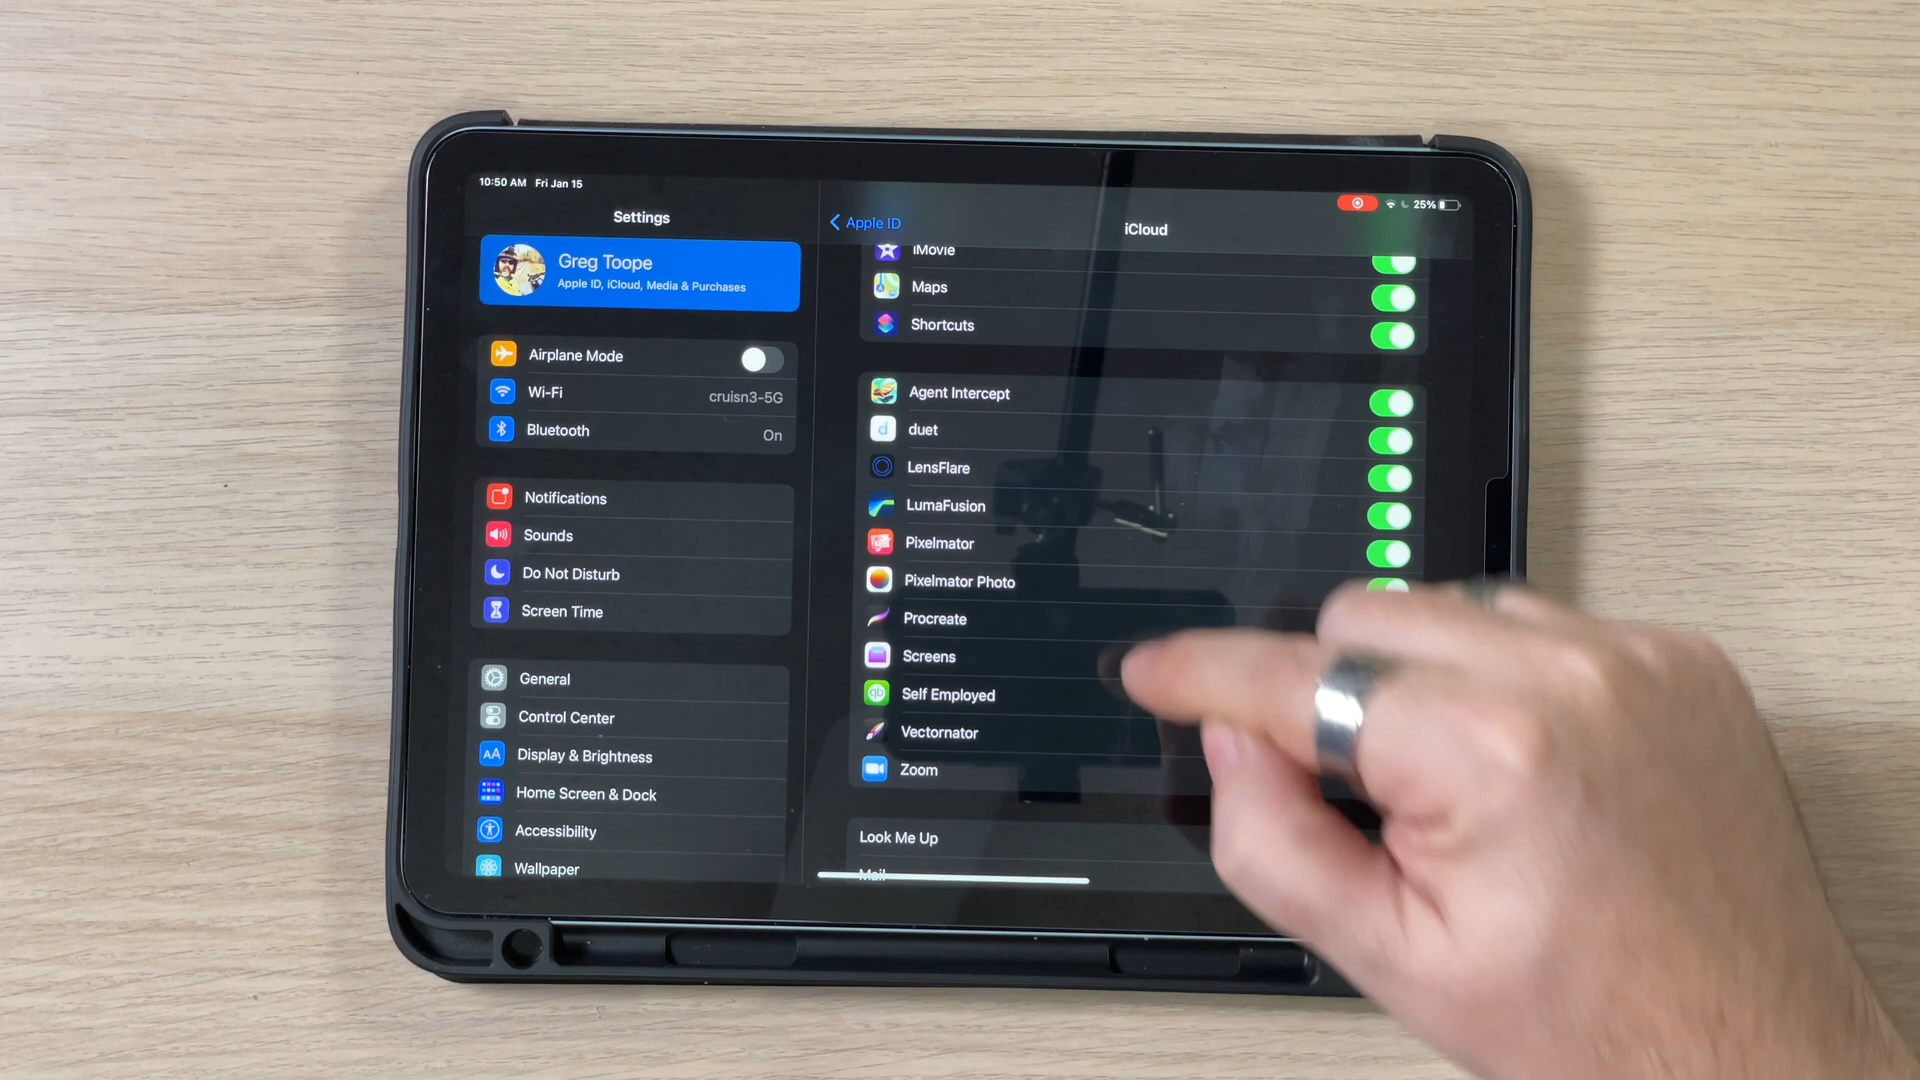 10:50 AM Fri Jan 15
25%
Settings
Greg Toope
Apple ID, iCloud, Media & Purchases
Airplane Mode
Wi-Fi
cruisn3-5G
Bluetooth
On
Notifications
Sounds
Do Not Disturb
Screen Time
General
Control Center
AA
Display & Brightness
Home Screen & Dock
Accessibility
Wallpaper
Apple ID
iCloud
iMovie
Maps
Shortcuts
Agent Intercept
d
duet
LensFlare
LumaFusion
Pixelmator
Pixelmator Photo
Procreate
Screens
qb
Self Employed
Vectornator
Zoom
Look Me Up
Mail